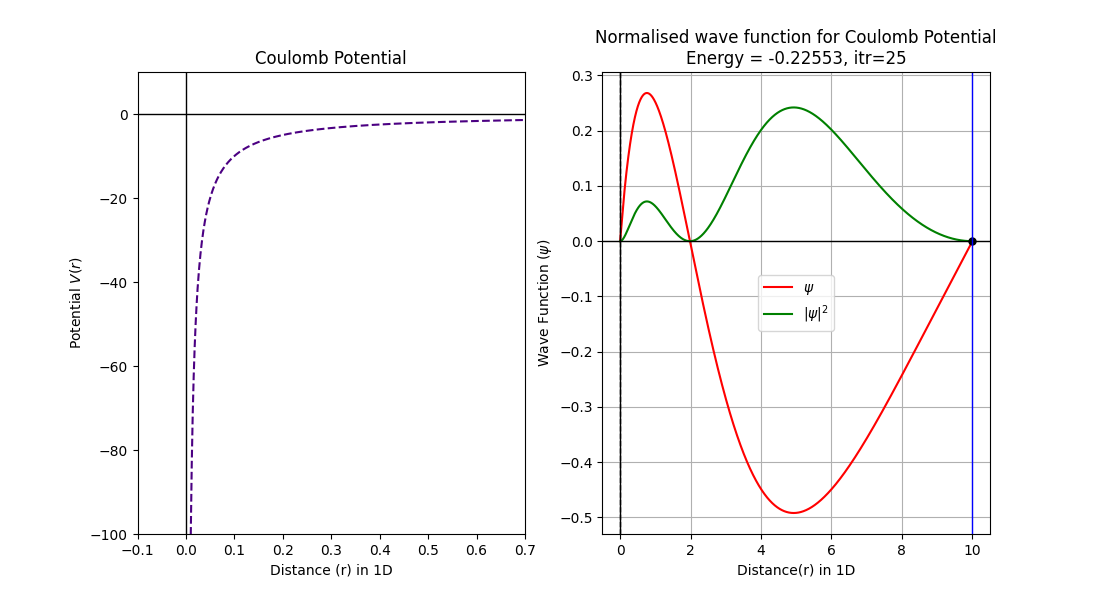 Coulomb Potential
0
−20
−40
−60
−80
−100
Potential V(r)
−0.1 0.0 0.1 0.2 0.3 0.4 0.5 0.6 0.7
Distance (r) in 1D
Normalised wave function for Coulomb Potential
Energy = -0.22553, itr=25
0.3
0.2
0.1
0.0
−0.1
−0.2
−0.3
−0.4
−0.5
Wave Function (ψ)
ψ
|ψ|²
0 2 4 6 8 10
Distance(r) in 1D